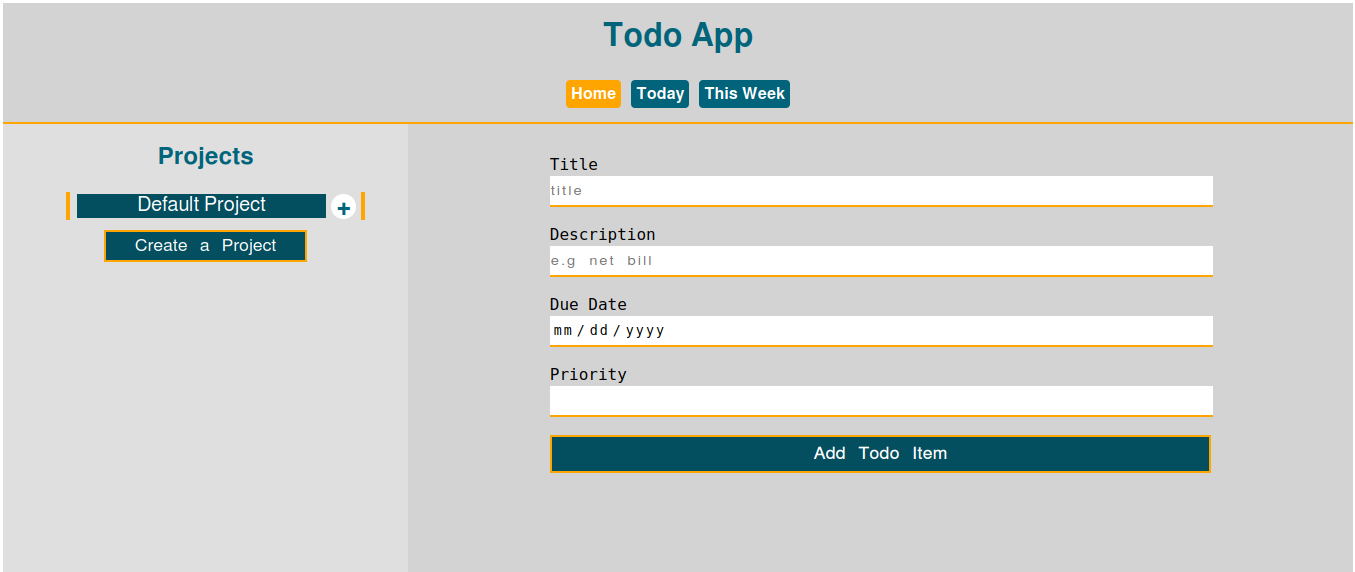 Todo App
Home Today This Week
Projects
Default Project +
Create a Project
Title
title
Description
e.g net bill
Due Date
mm/dd/yyyy
Priority
Add Todo Item